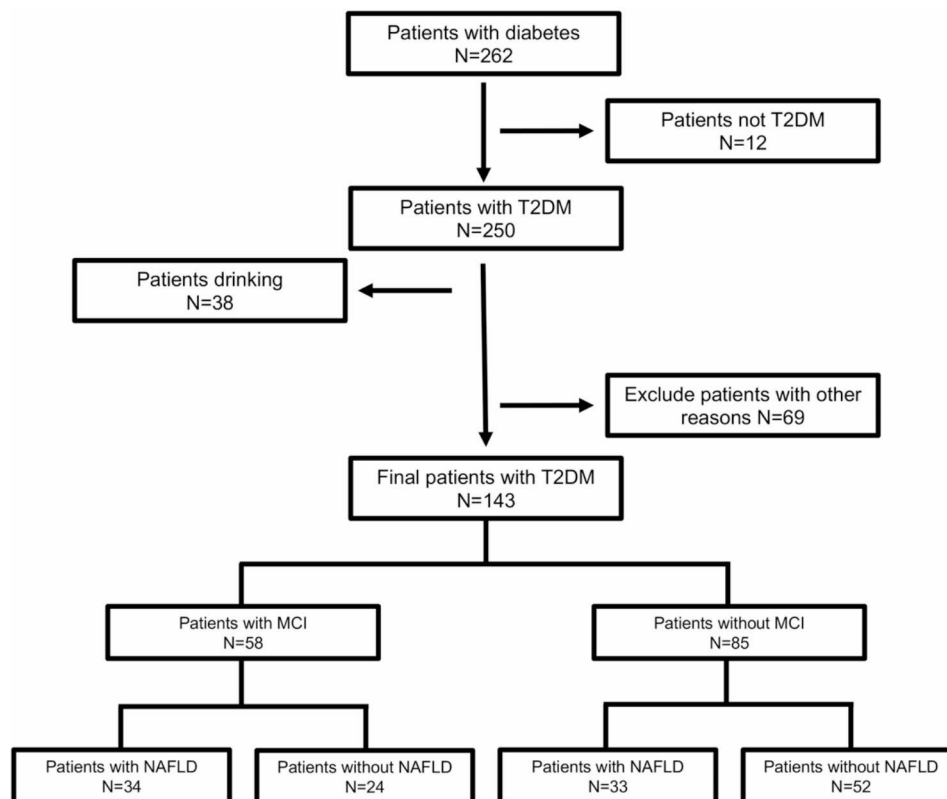 Patients with diabetes
N=262
Patients not T2DM
N=12
Patients with T2DM
N=250
Patients drinking
N=38
Exclude patients with other
reasons N=69
Final patients with T2DM
N=143
Patients with MCI
N=58
Patients without MCI
N=85
Patients with NAFLD
N=34
Patients without NAFLD
N=24
Patients with NAFLD
N=33
Patients without NAFLD
N=52